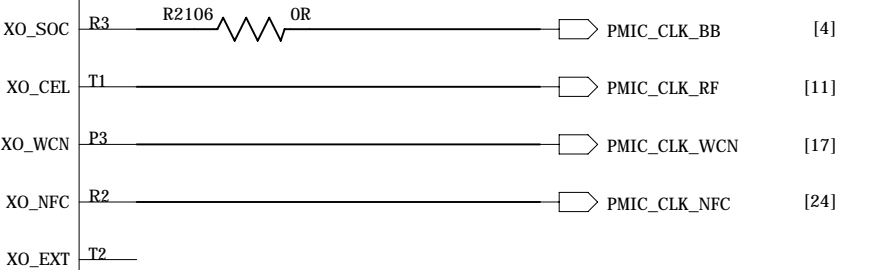 XO_SOC R3 R2106 0R PMIC_CLK_BB [4]
XO_CEL T1 PMIC_CLK_RF [11]
XO_WCN P3 PMIC_CLK_WCN [17]
XO_NFC R2 PMIC_CLK_NFC [24]
XO_EXT T2